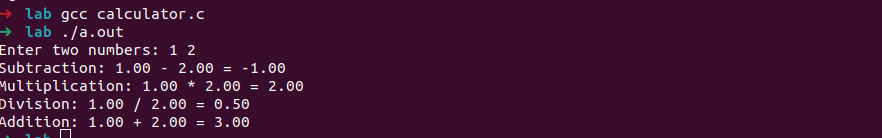 ➜ lab gcc calculator.c
➜ lab ./a.out
Enter two numbers: 1 2
Subtraction: 1.00 - 2.00 = -1.00
Multiplication: 1.00 * 2.00 = 2.00
Division: 1.00 / 2.00 = 0.50
Addition: 1.00 + 2.00 = 3.00
➜ lab